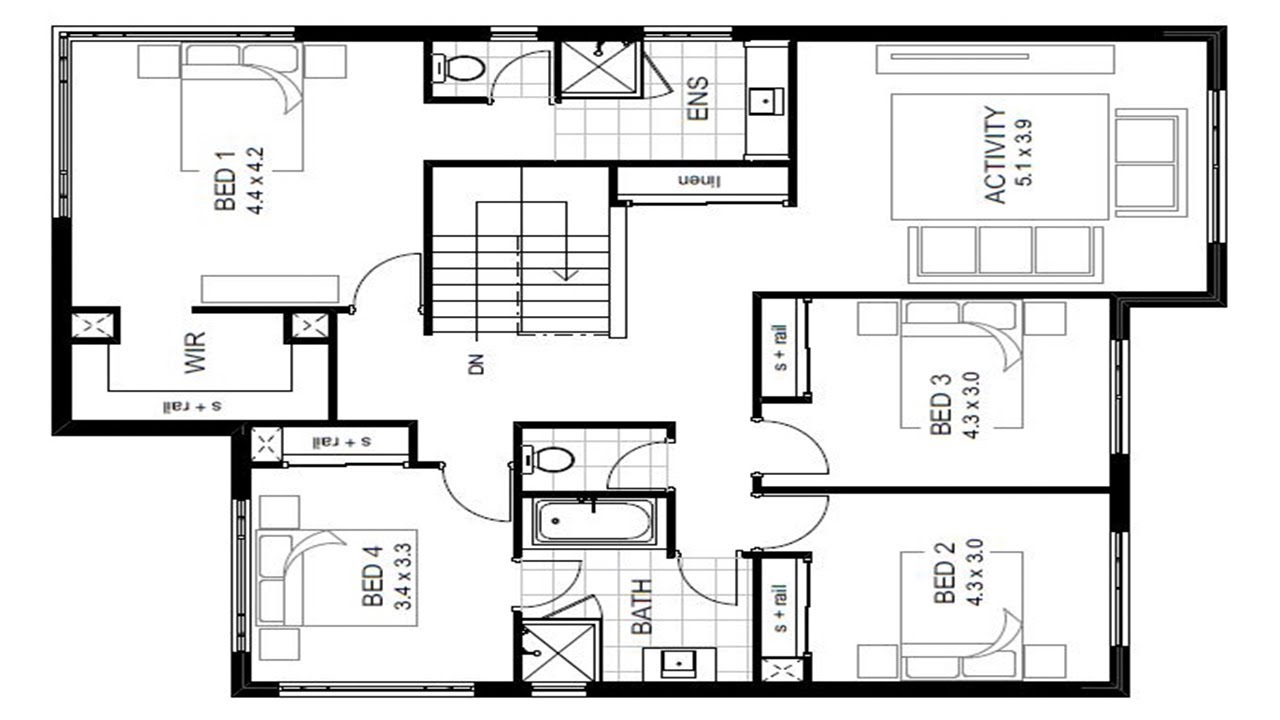 ENS
BED 1
4.4 x 4.2
ACTIVITY
5.1 x 3.9
linen
WIR
s + rail
DN
s + rail
BED 3
4.3 x 3.0
s + rail
BED 4
3.4 x 3.3
BATH
s + rail
BED 2
4.3 x 3.0